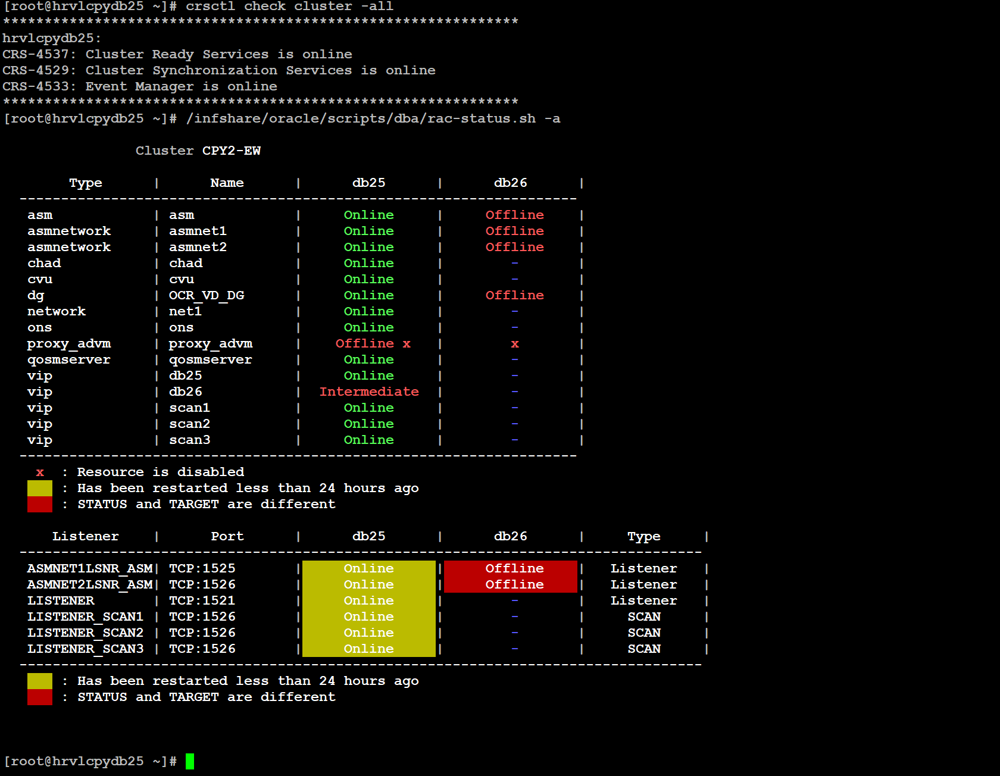 [root@hrvlcpydb25 ~]# crsctl check cluster -all
**************************************************************
hrvlcpydb25:
CRS-4537: Cluster Ready Services is online
CRS-4529: Cluster Synchronization Services is online
CRS-4533: Event Manager is online
**************************************************************
[root@hrvlcpydb25 ~]# /infshare/oracle/scripts/dba/rac-status.sh -a
Cluster CPY2-EW
Type | Name | db25 | db26 |
-------------------------------------------------------------------
asm | asm | Online | Offline |
asmnetwork | asmnet1 | Online | Offline |
asmnetwork | asmnet2 | Online | Offline |
chad | chad | Online | - |
cvu | cvu | Online | - |
dg | OCR_VD_DG | Online | Offline |
network | net1 | Online | - |
ons | ons | Online | - |
proxy_advm | proxy_advm | Offline x | x |
qosmserver | qosmserver | Online | - |
vip | db25 | Online | - |
vip | db26 | Intermediate | - |
vip | scan1 | Online | - |
vip | scan2 | Online | - |
vip | scan3 | Online | - |
-------------------------------------------------------------------
x : Resource is disabled
: Has been restarted less than 24 hours ago
: STATUS and TARGET are different
Listener | Port | db25 | db26 | Type |
----------------------------------------------------------------------------------
ASMNET1LSNR_ASM| TCP:1525 | Online | Offline | Listener |
ASMNET2LSNR_ASM| TCP:1526 | Online | Offline | Listener |
LISTENER | TCP:1521 | Online | - | Listener |
LISTENER_SCAN1 | TCP:1526 | Online | - | SCAN |
LISTENER_SCAN2 | TCP:1526 | Online | - | SCAN |
LISTENER_SCAN3 | TCP:1526 | Online | - | SCAN |
----------------------------------------------------------------------------------
: Has been restarted less than 24 hours ago
: STATUS and TARGET are different
[root@hrvlcpydb25 ~]#